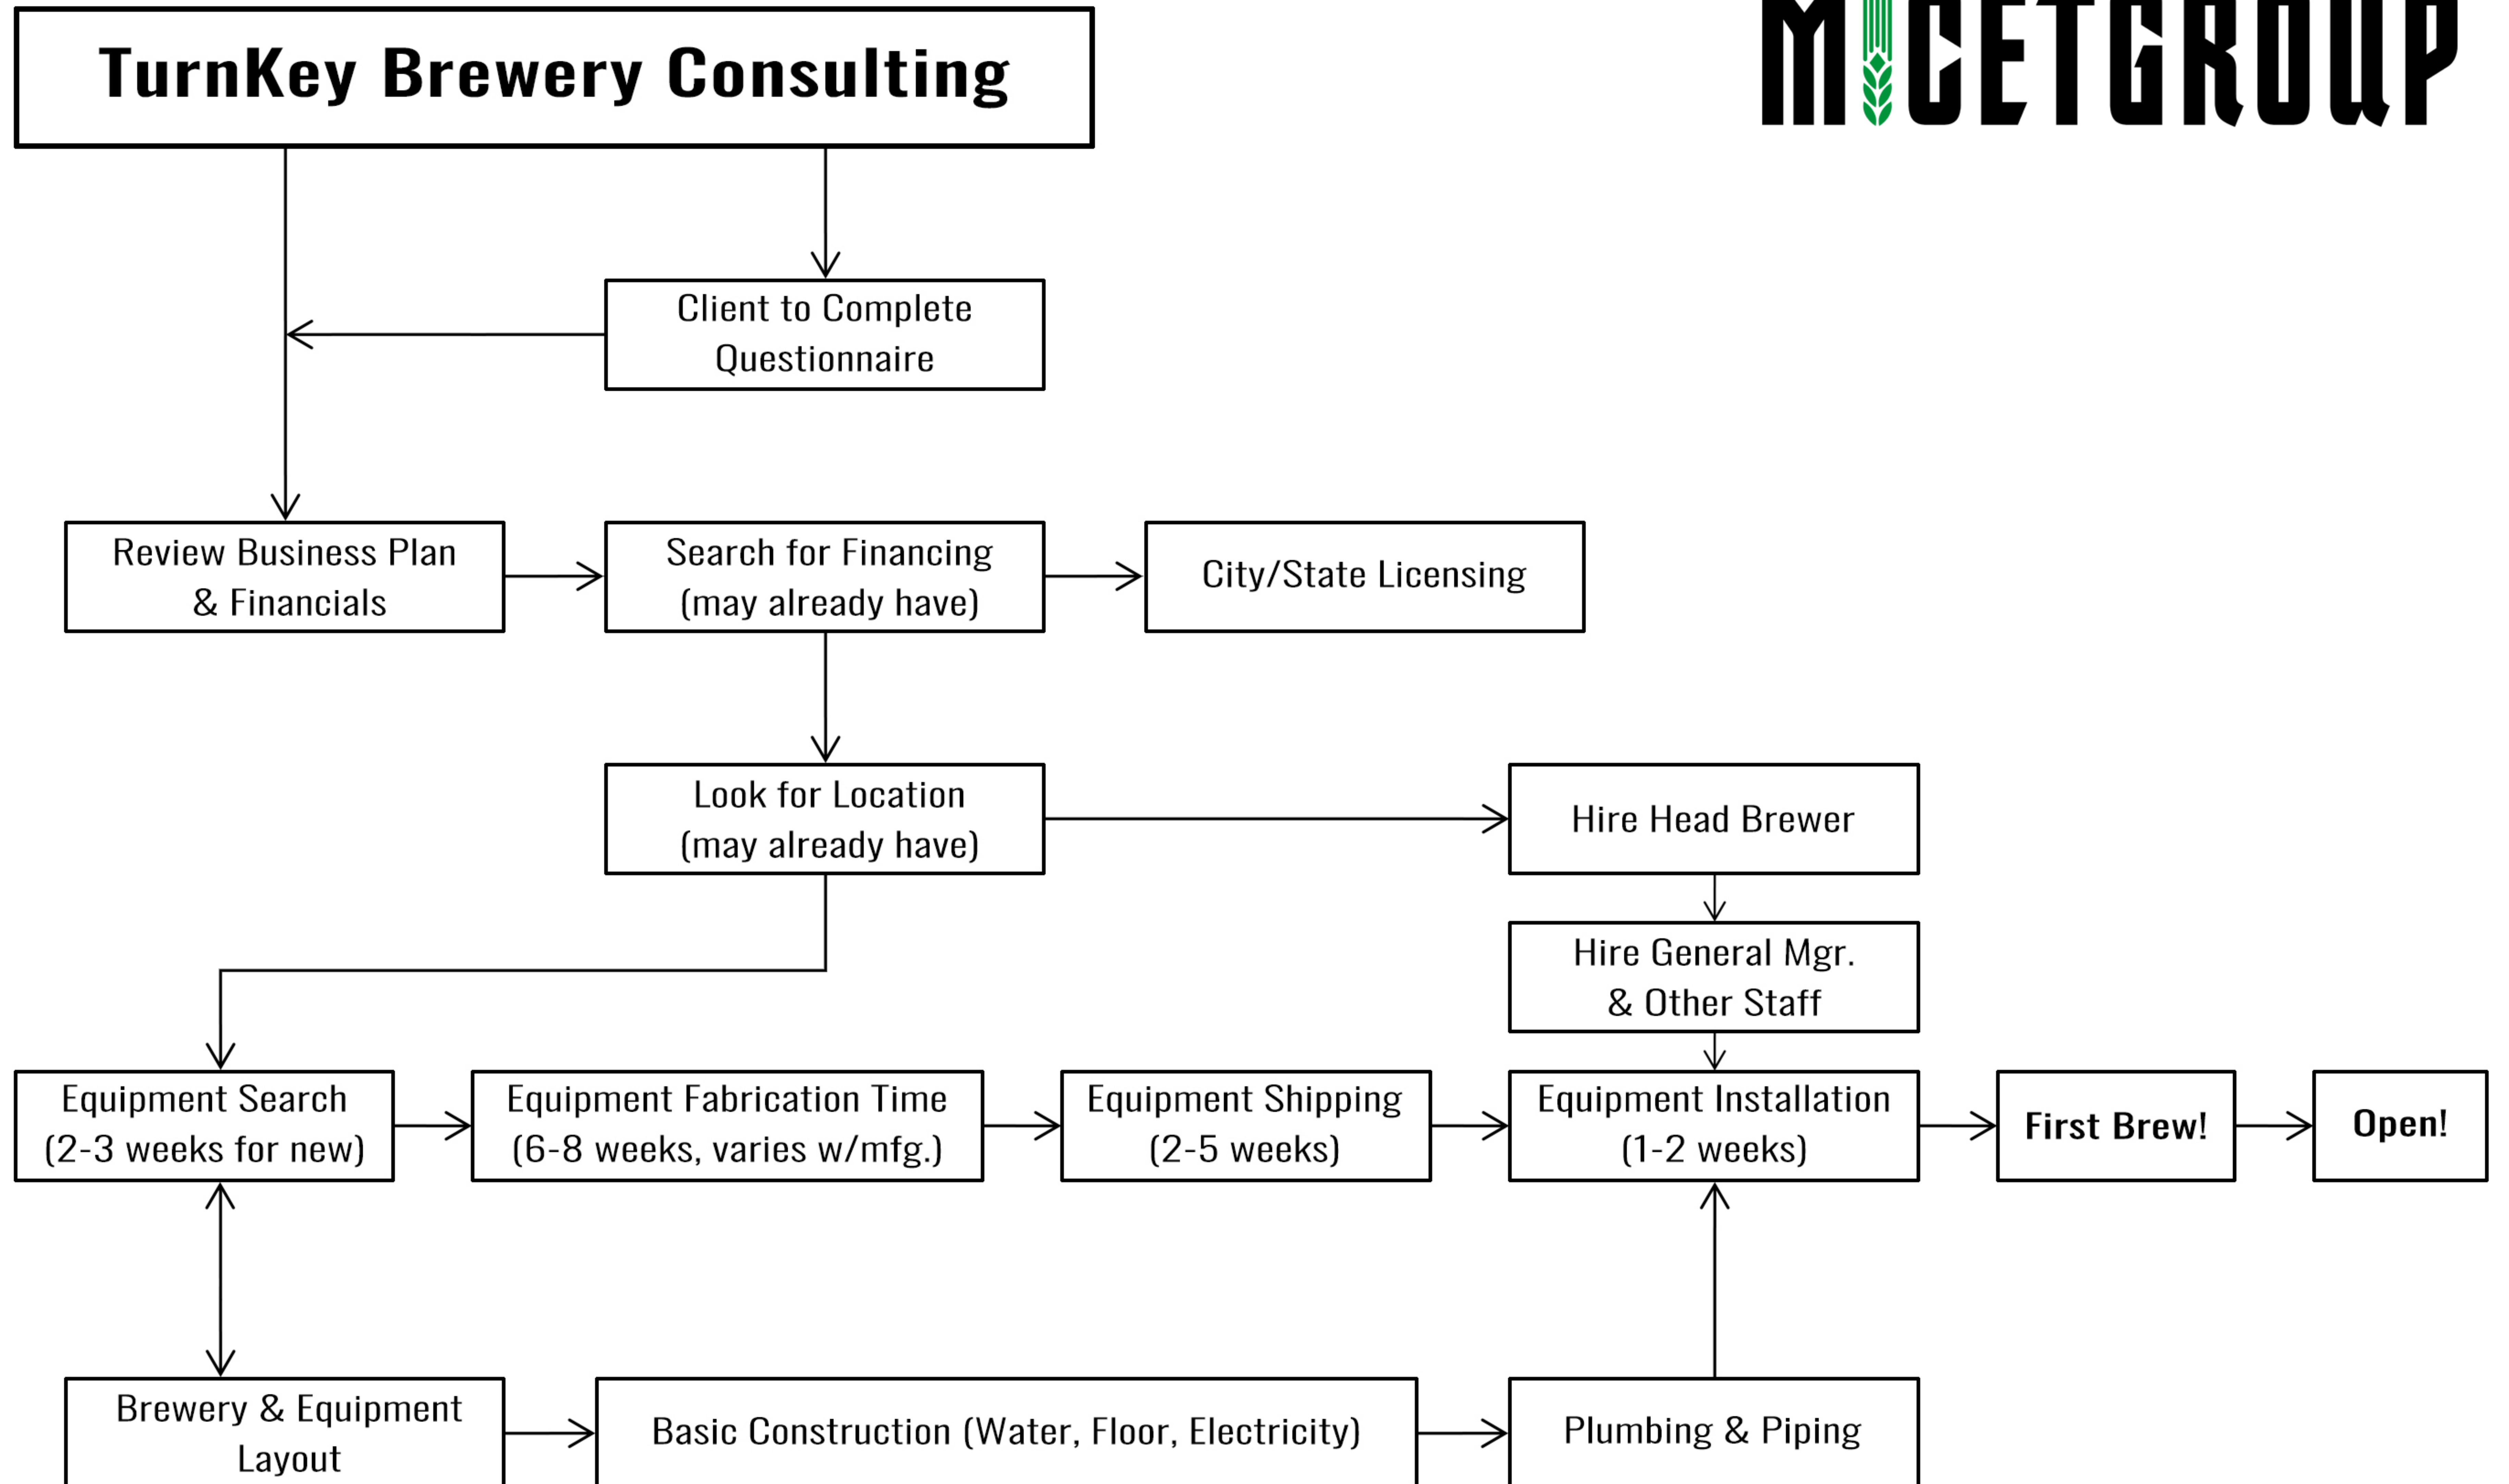 TurnKey Brewery Consulting
MICETGROUP
Client to Complete
Questionnaire
Review Business Plan
& Financials
Search for Financing
(may already have)
City/State Licensing
Look for Location
(may already have)
Hire Head Brewer
Hire General Mgr.
& Other Staff
Equipment Search
(2-3 weeks for new)
Equipment Fabrication Time
(6-8 weeks, varies w/mfg.)
Equipment Shipping
(2-5 weeks)
Equipment Installation
(1-2 weeks)
First Brew!
Open!
Brewery & Equipment
Layout
Basic Construction (Water, Floor, Electricity)
Plumbing & Piping